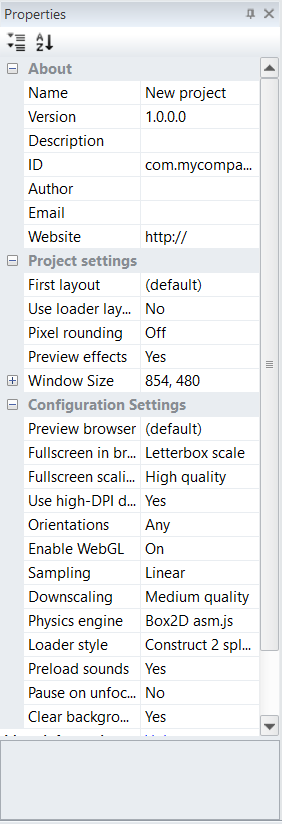 Properties
About
Name New project
Version 1.0.0.0
Description
ID com.mycompa...
Author
Email
Website http://
Project settings
First layout (default)
Use loader lay... No
Pixel rounding Off
Preview effects Yes
Window Size 854, 480
Configuration Settings
Preview browser (default)
Fullscreen in br... Letterbox scale
Fullscreen scali... High quality
Use high-DPI d... Yes
Orientations Any
Enable WebGL On
Sampling Linear
Downscaling Medium quality
Physics engine Box2D asm.js
Loader style Construct 2 spl...
Preload sounds Yes
Pause on unfoc... No
Clear backgro... Yes